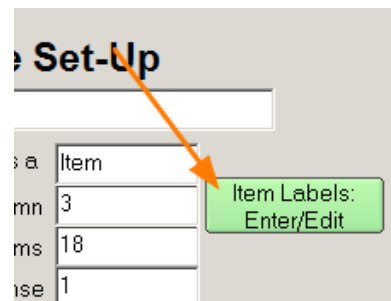 e Set-Up
s a Item
mn 3
ms 18
nse 1
Item Labels:
Enter/Edit